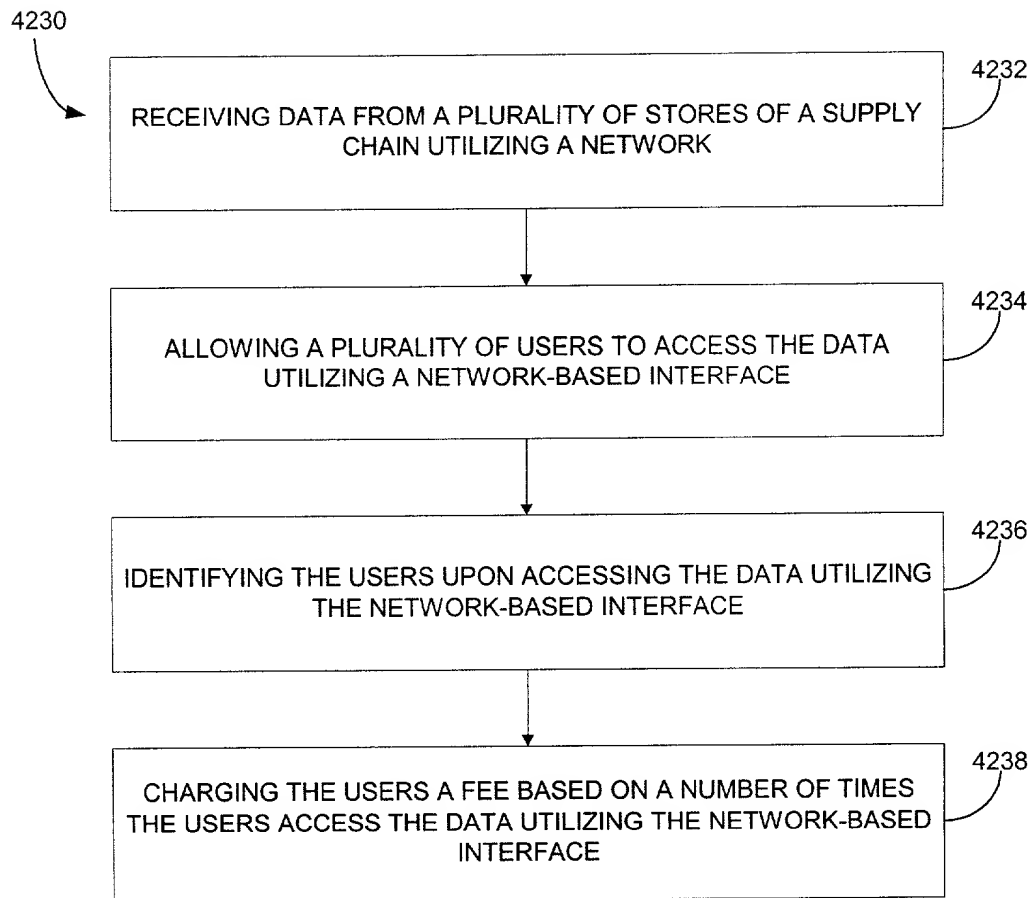 4230
4232
RECEIVING DATA FROM A PLURALITY OF STORES OF A SUPPLY
CHAIN UTILIZING A NETWORK
4234
ALLOWING A PLURALITY OF USERS TO ACCESS THE DATA
UTILIZING A NETWORK-BASED INTERFACE
4236
IDENTIFYING THE USERS UPON ACCESSING THE DATA UTILIZING
THE NETWORK-BASED INTERFACE
4238
CHARGING THE USERS A FEE BASED ON A NUMBER OF TIMES
THE USERS ACCESS THE DATA UTILIZING THE NETWORK-BASED
INTERFACE